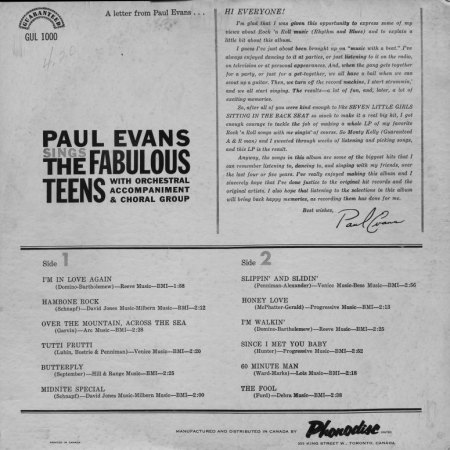 GUARANTEED
GUL 1000
A letter from Paul Evans . . .
HI EVERYONE!
I'm glad that I was given this opportunity to express some of my
views about Rock 'n Roll music (Rhythm and Blues) and to explain a
little bit about this album.
I guess I've just about been brought up on "music with a beat." I've
always enjoyed dancing to it at parties, or just listening to it on the radio,
on television or at personal appearances. And, when the gang gets together
for a party, or just for a get-together, we all have a ball when we can
scout up a guitar. Then, we turn off the record machine, I start strummin',
and we all start singing. The results—a lot of fun, and, later, a lot of
exciting memories.
So, after all of you were kind enough to like SEVEN LITTLE GIRLS
SITTING IN THE BACK SEAT so much to make it a real big hit, I got
enough courage to tackle the job of making a whole LP of my favorite
Rock 'n Roll songs with me singin' of course. So Monty Kelly (Guaranteed
A & R man) and I sweated through weeks of listening and picking songs,
and this LP is the result.
Anyway, the songs in this album are some of the biggest hits that I
can remember listening to, dancing to, and singing with my friends, over
the last four or five years. I've really enjoyed making this album and I
sincerely hope that I've done justice to the original hit records and the
original artists. I also hope that listening to the selections in this album
will bring back happy memories, as recording them has done for me.
Best wishes,
Paul Evans
PAUL EVANS
SINGS
THE FABULOUS
TEENS WITH ORCHESTRAL
ACCOMPANIMENT
& CHORAL GROUP
Side 1
I'M IN LOVE AGAIN
(Domino-Bartholomew)—Reeve Music—BMI—1:58
HAMBONE ROCK
(Schnapf)—David Jones Music-Milbern Music—BMI—2:12
OVER THE MOUNTAIN, ACROSS THE SEA
(Garvin)—Arc Music—BMI—2:28
TUTTI FRUTTI
(Lubin, Bostric & Penniman)—Venice Music—BMI—2:20
BUTTERFLY
(September)—Hill & Range Music—BMI—2:25
MIDNITE SPECIAL
(Schnapf)—David Jones Music-Milbern Music—BMI—2:00
Side 2
SLIPPIN' AND SLIDIN'
(Penniman-Alexander)—Venice Music-Bess Music—BMI—2:56
HONEY LOVE
(McPhatter-Gerald)—Progressive Music—BMI—2:13
I'M WALKIN'
(Domino-Bartholemew)—Reeve Music—BMI—2:25
SINCE I MET YOU BABY
(Hunter)—Progressive Music—BMI—2:52
60 MINUTE MAN
(Ward-Marks)—Lois Music—BMI—2:18
THE FOOL
(Ford)—Debra Music—BMI—2:38
MANUFACTURED AND DISTRIBUTED IN CANADA BY Phonodisc LIMITED
355 KING STREET W., TORONTO, CANADA.
PRINTED IN CANADA